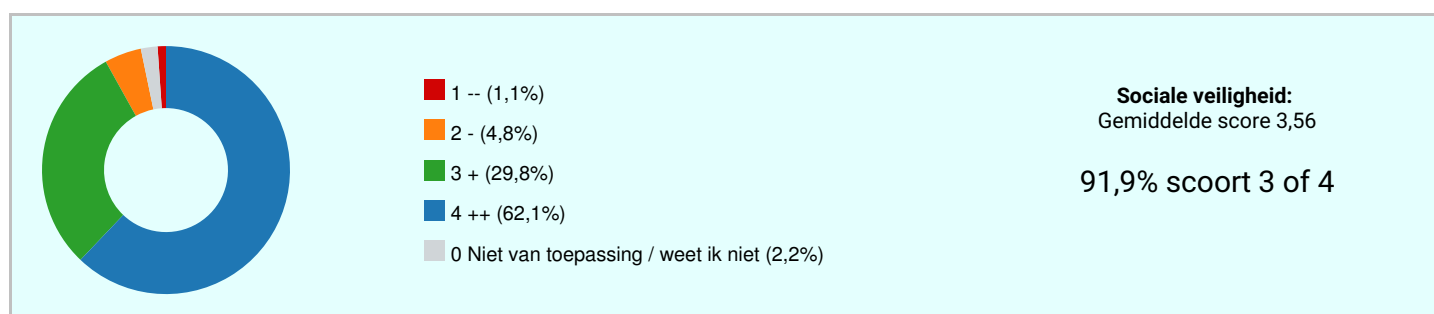 1 -- (1,1%)
2 - (4,8%)
3 + (29,8%)
4 ++ (62,1%)
0 Niet van toepassing / weet ik niet (2,2%)
Sociale veiligheid:
Gemiddelde score 3,56
91,9% scoort 3 of 4